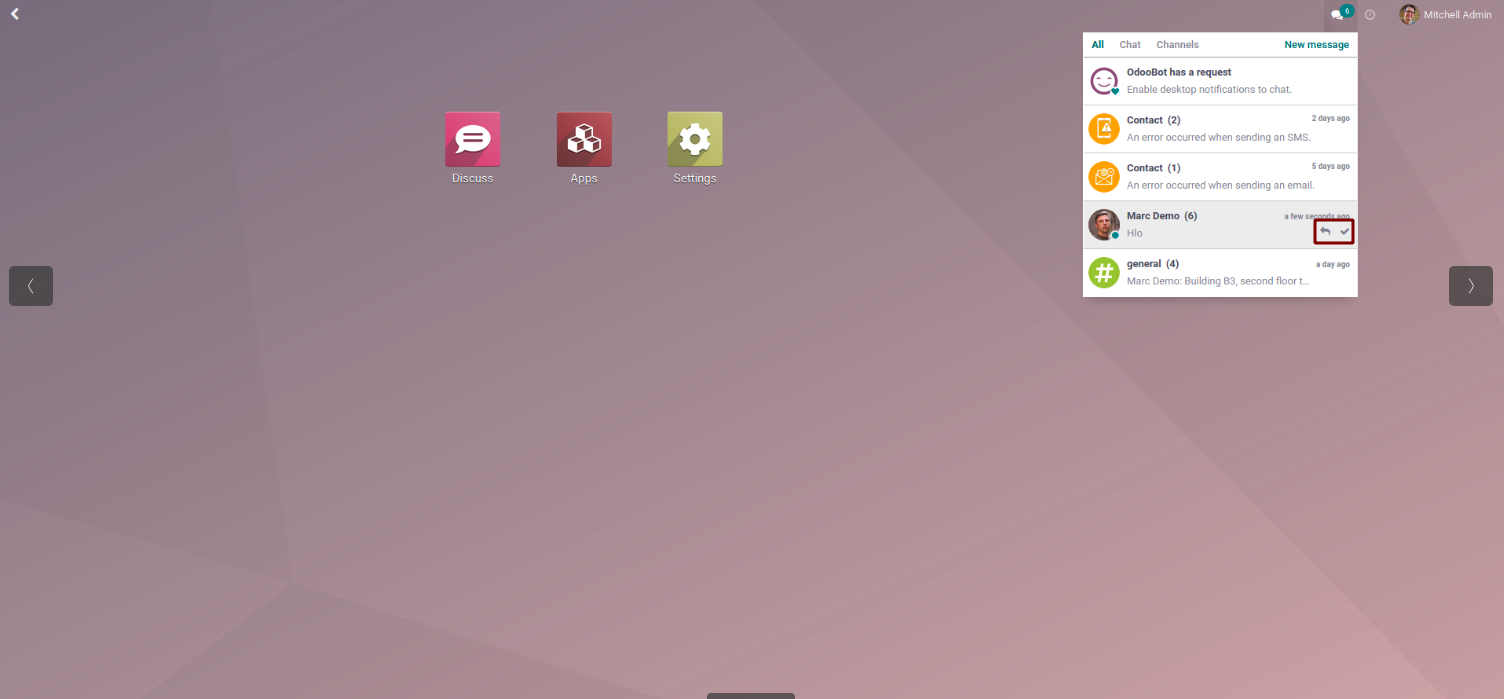 6
Mitchell Admin
All Chat Channels New message
OdooBot has a request
Enable desktop notifications to chat.
Contact (2) 2 days ago
An error occurred when sending an SMS.
Contact (1) 5 days ago
An error occurred when sending an email.
Marc Demo (6) a few seconds ago
Hlo
general (4) a day ago
Marc Demo: Building B3, second floor t...
Discuss Apps Settings